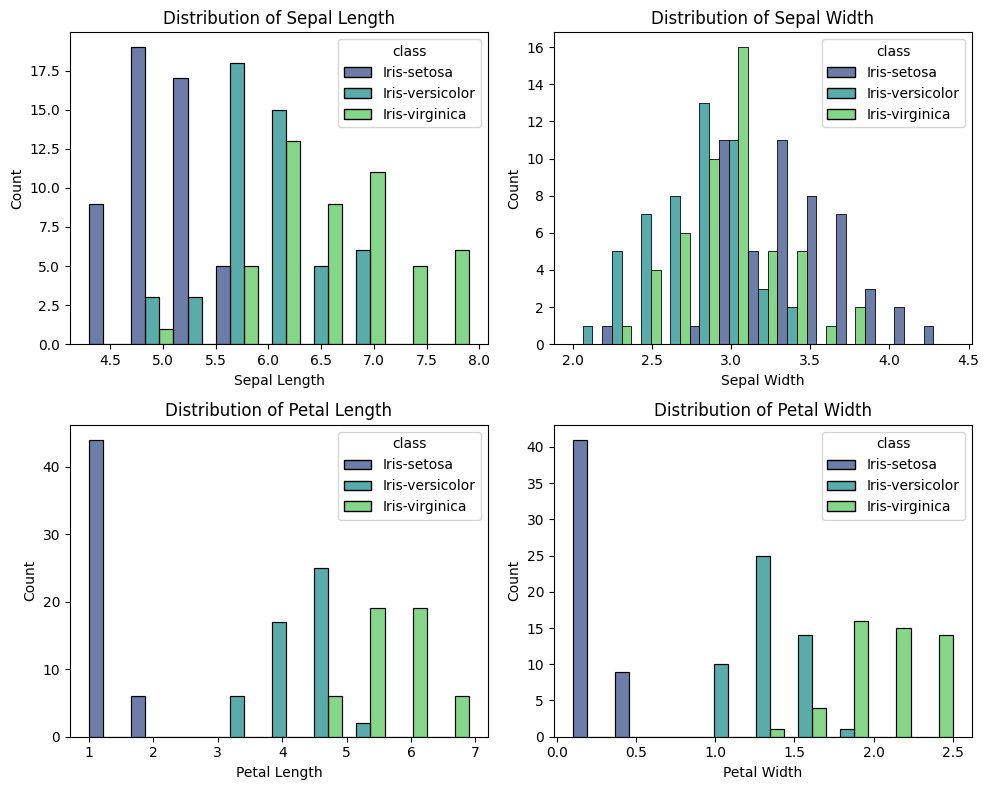 Distribution of Sepal Length
17.5
15.0
12.5
10.0
7.5
5.0
2.5
0.0
Count
class
Iris-setosa
Iris-versicolor
Iris-virginica
4.5 5.0 5.5 6.0 6.5 7.0 7.5 8.0
Sepal Length
Distribution of Sepal Width
16
14
12
10
8
6
4
2
0
Count
class
Iris-setosa
Iris-versicolor
Iris-virginica
2.0 2.5 3.0 3.5 4.0 4.5
Sepal Width
Distribution of Petal Length
40
30
20
10
0
Count
class
Iris-setosa
Iris-versicolor
Iris-virginica
1 2 3 4 5 6 7
Petal Length
Distribution of Petal Width
40
35
30
25
20
15
10
5
0
Count
class
Iris-setosa
Iris-versicolor
Iris-virginica
0.0 0.5 1.0 1.5 2.0 2.5
Petal Width